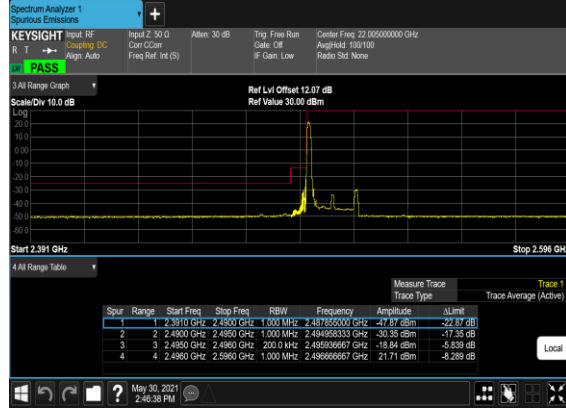 Spectrum Analyzer 1
Spurious Emissions
KEYSIGHT Input: RF Input Z: 50 Ω Atten: 30 dB Trig: Free Run Center Freq: 22.005000000 GHz
R T Coupling: DC Corr CCorr Gate: Off Avg|Hold: 100/100
Align: Auto Freq Ref: Int (S) IF Gain: Low Radio Std: None
PASS
3 All Range Graph
Ref Lvl Offset 12.07 dB
Scale/Div 10.0 dB Ref Value 30.00 dBm
Log
20.0
10.0
0.00
-10.0
-20.0
-30.0
-40.0
-50.0
-60.0
Start 2.391 GHz Stop 2.596 GH
4 All Range Table
Measure Trace Trace 1
Trace Type Trace Average (Active)
Spur Range Start Freq Stop Freq RBW Frequency Amplitude ΔLimit
1 1 2.3910 GHz 2.4900 GHz 1.000 MHz 2.487855000 GHz -47.87 dBm -22.87 dB
2 2 2.4900 GHz 2.4950 GHz 1.000 MHz 2.494958333 GHz -30.35 dBm -17.35 dB
3 3 2.4950 GHz 2.4960 GHz 200.0 kHz 2.495936667 GHz -18.84 dBm -5.839 dB
4 4 2.4960 GHz 2.5960 GHz 1.000 MHz 2.496666667 GHz 21.71 dBm -8.289 dB
Local
May 30, 2021
2:46:38 PM